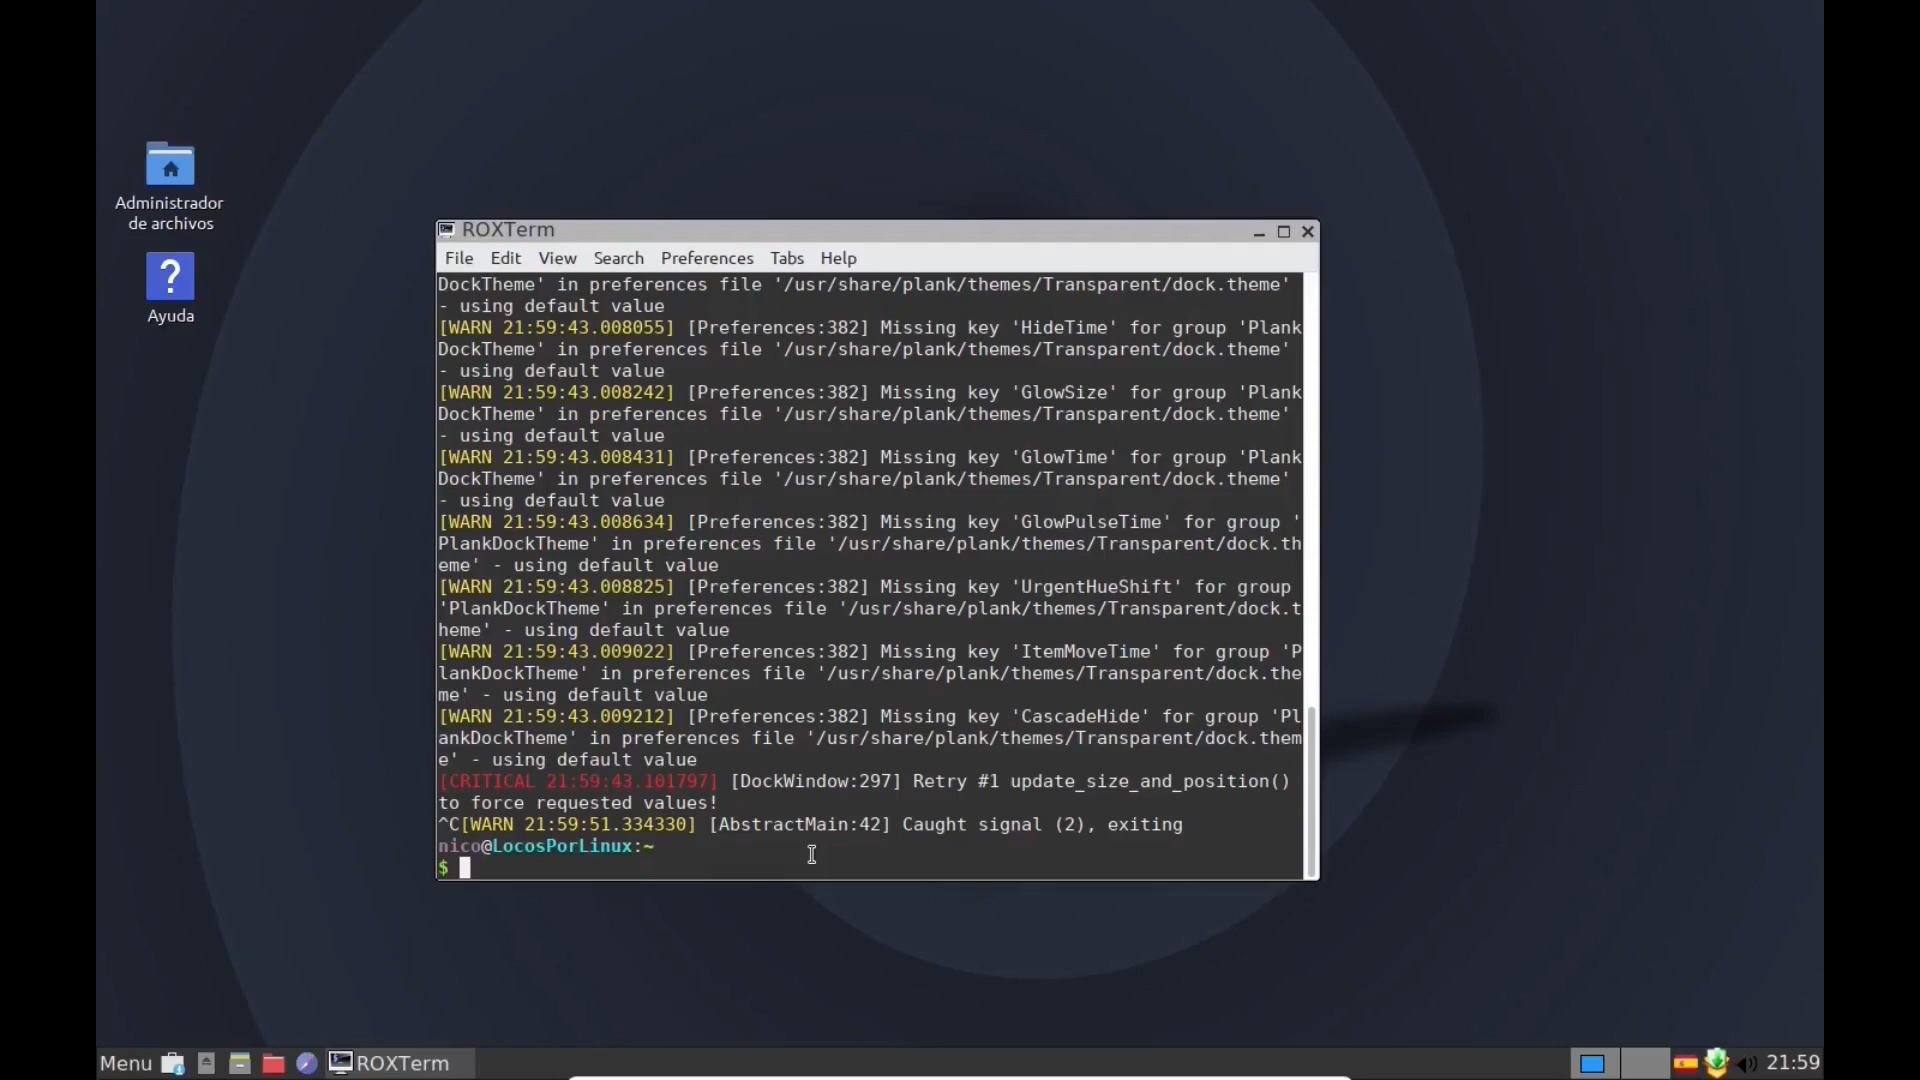 Administrador
de archivos
Ayuda
ROXTerm
File Edit View Search Preferences Tabs Help
DockTheme' in preferences file '/usr/share/plank/themes/Transparent/dock.theme'
- using default value
[WARN 21:59:43.008055] [Preferences:382] Missing key 'HideTime' for group 'Plank
DockTheme' in preferences file '/usr/share/plank/themes/Transparent/dock.theme'
- using default value
[WARN 21:59:43.008242] [Preferences:382] Missing key 'GlowSize' for group 'Plank
DockTheme' in preferences file '/usr/share/plank/themes/Transparent/dock.theme'
- using default value
[WARN 21:59:43.008431] [Preferences:382] Missing key 'GlowTime' for group 'Plank
DockTheme' in preferences file '/usr/share/plank/themes/Transparent/dock.theme'
- using default value
[WARN 21:59:43.008634] [Preferences:382] Missing key 'GlowPulseTime' for group '
PlankDockTheme' in preferences file '/usr/share/plank/themes/Transparent/dock.th
eme' - using default value
[WARN 21:59:43.008825] [Preferences:382] Missing key 'UrgentHueShift' for group
'PlankDockTheme' in preferences file '/usr/share/plank/themes/Transparent/dock.t
heme' - using default value
[WARN 21:59:43.009022] [Preferences:382] Missing key 'ItemMoveTime' for group 'P
lankDockTheme' in preferences file '/usr/share/plank/themes/Transparent/dock.the
me' - using default value
[WARN 21:59:43.009212] [Preferences:382] Missing key 'CascadeHide' for group 'Pl
ankDockTheme' in preferences file '/usr/share/plank/themes/Transparent/dock.them
e' - using default value
[CRITICAL 21:59:43.101797] [DockWindow:297] Retry #1 update_size_and_position()
to force requested values!
^C[WARN 21:59:51.334330] [AbstractMain:42] Caught signal (2), exiting
nico@LocosPorLinux:~
$
Menu ROXTerm 21:59